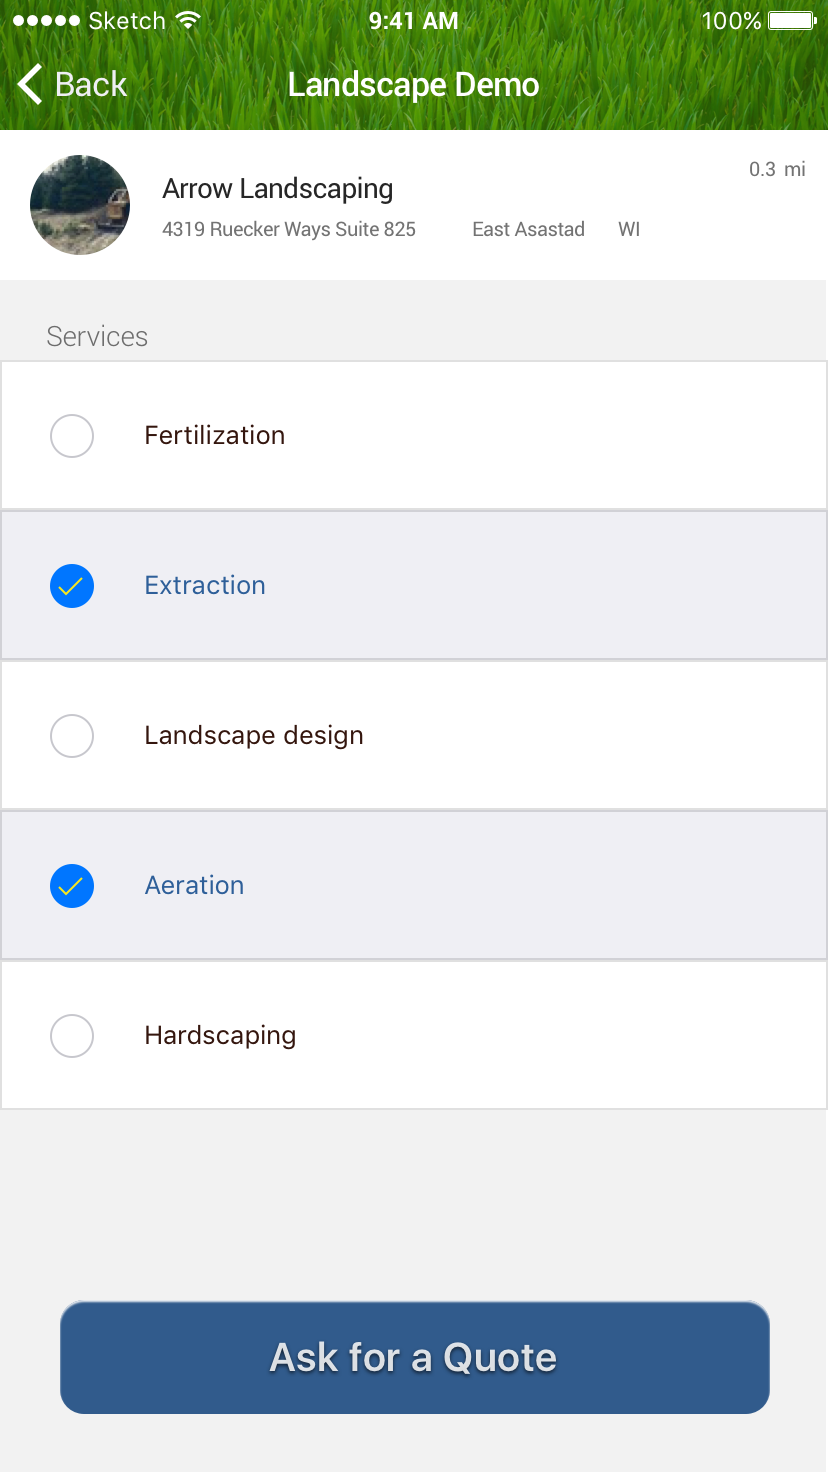 Sketch 9:41 AM 100%
Back Landscape Demo
0.3 mi
Arrow Landscaping
4319 Ruecker Ways Suite 825 East Asastad WI
Services
Fertilization
Extraction
Landscape design
Aeration
Hardscaping
Ask for a Quote